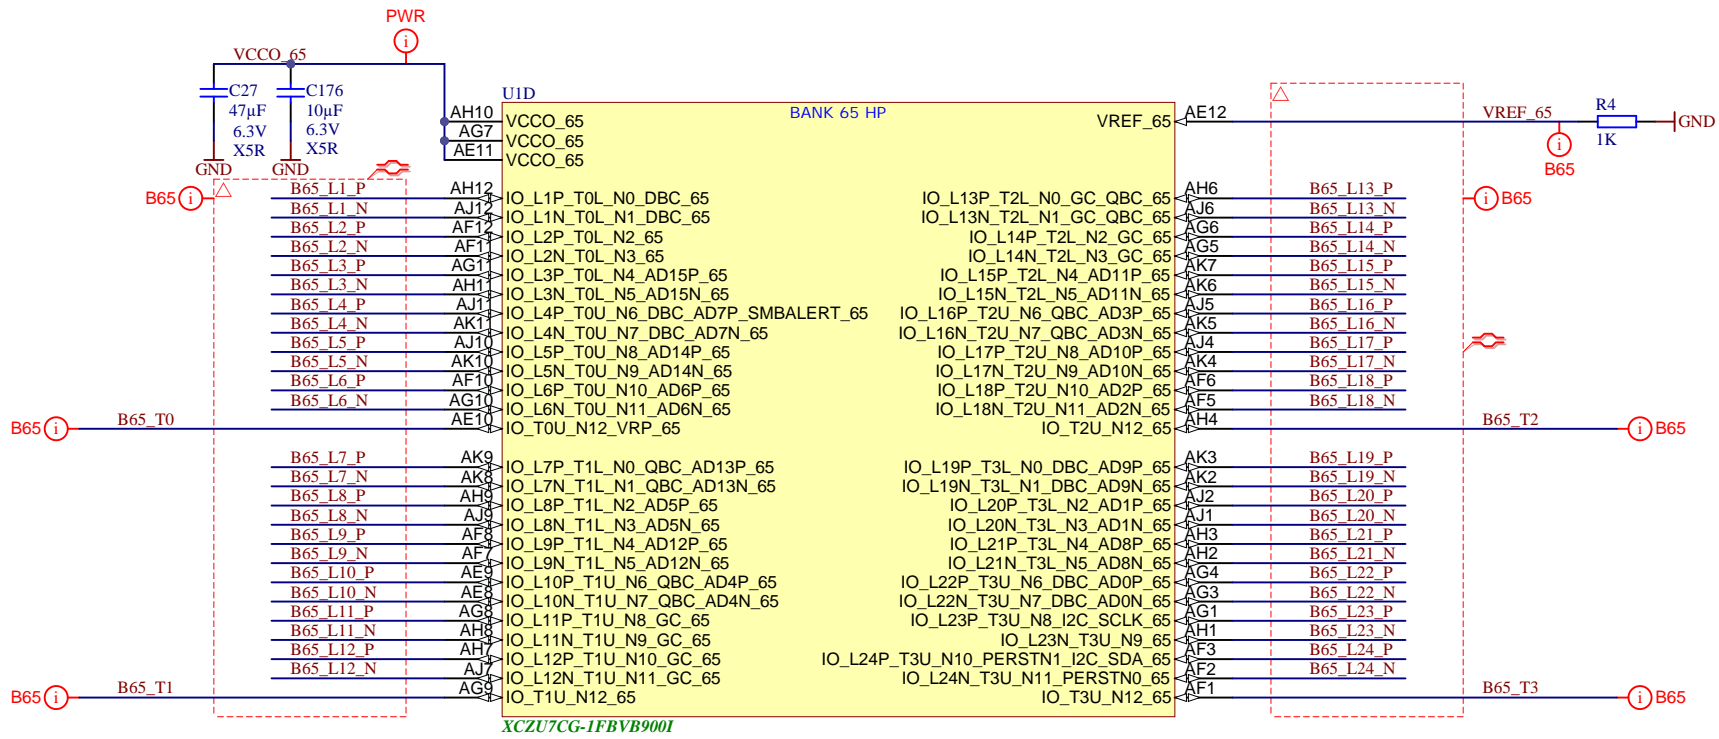 PWR
VCCO_65
C27
47µF
6.3V
X5R
C176
10µF
6.3V
X5R
GND
GND
U1D
BANK 65 HP
AH10 VCCO_65
AG7 VCCO_65
AE11 VCCO_65
VREF_65 AE12 VREF_65
R4
1K
GND
B65
B65
B65_L1_P AH12 IO_L1P_T0L_N0_DBC_65
B65_L1_N AJ12 IO_L1N_T0L_N1_DBC_65
B65_L2_P AF12 IO_L2P_T0L_N2_65
B65_L2_N AF11 IO_L2N_T0L_N3_65
B65_L3_P AG11 IO_L3P_T0L_N4_AD15P_65
B65_L3_N AH11 IO_L3N_T0L_N5_AD15N_65
B65_L4_P AJ11 IO_L4P_T0U_N6_DBC_AD7P_SMBALERT_65
B65_L4_N AK11 IO_L4N_T0U_N7_DBC_AD7N_65
B65_L5_P AJ10 IO_L5P_T0U_N8_AD14P_65
B65_L5_N AK10 IO_L5N_T0U_N9_AD14N_65
B65_L6_P AF10 IO_L6P_T0U_N10_AD6P_65
B65_L6_N AG10 IO_L6N_T0U_N11_AD6N_65
B65 B65_T0 AE10 IO_T0U_N12_VRP_65
B65_L7_P AK9 IO_L7P_T1L_N0_QBC_AD13P_65
B65_L7_N AK8 IO_L7N_T1L_N1_QBC_AD13N_65
B65_L8_P AH9 IO_L8P_T1L_N2_AD5P_65
B65_L8_N AJ9 IO_L8N_T1L_N3_AD5N_65
B65_L9_P AF8 IO_L9P_T1L_N4_AD12P_65
B65_L9_N AF7 IO_L9N_T1L_N5_AD12N_65
B65_L10_P AE9 IO_L10P_T1U_N6_QBC_AD4P_65
B65_L10_N AE8 IO_L10N_T1U_N7_QBC_AD4N_65
B65_L11_P AG8 IO_L11P_T1U_N8_GC_65
B65_L11_N AH8 IO_L11N_T1U_N9_GC_65
B65_L12_P AH7 IO_L12P_T1U_N10_GC_65
B65_L12_N AJ7 IO_L12N_T1U_N11_GC_65
B65 B65_T1 AG9 IO_T1U_N12_65
IO_L13P_T2L_N0_GC_QBC_65 AH6 B65_L13_P B65
IO_L13N_T2L_N1_GC_QBC_65 AJ6 B65_L13_N
IO_L14P_T2L_N2_GC_65 AG6 B65_L14_P
IO_L14N_T2L_N3_GC_65 AG5 B65_L14_N
IO_L15P_T2L_N4_AD11P_65 AK7 B65_L15_P
IO_L15N_T2L_N5_AD11N_65 AK6 B65_L15_N
IO_L16P_T2U_N6_QBC_AD3P_65 AJ5 B65_L16_P
IO_L16N_T2U_N7_QBC_AD3N_65 AK5 B65_L16_N
IO_L17P_T2U_N8_AD10P_65 AJ4 B65_L17_P
IO_L17N_T2U_N9_AD10N_65 AK4 B65_L17_N
IO_L18P_T2U_N10_AD2P_65 AF6 B65_L18_P
IO_L18N_T2U_N11_AD2N_65 AF5 B65_L18_N
IO_T2U_N12_65 AH4 B65_T2 B65
IO_L19P_T3L_N0_DBC_AD9P_65 AK3 B65_L19_P
IO_L19N_T3L_N1_DBC_AD9N_65 AK2 B65_L19_N
IO_L20P_T3L_N2_AD1P_65 AJ2 B65_L20_P
IO_L20N_T3L_N3_AD1N_65 AJ1 B65_L20_N
IO_L21P_T3L_N4_AD8P_65 AH3 B65_L21_P
IO_L21N_T3L_N5_AD8N_65 AH2 B65_L21_N
IO_L22P_T3U_N6_DBC_AD0P_65 AG4 B65_L22_P
IO_L22N_T3U_N7_DBC_AD0N_65 AG3 B65_L22_N
IO_L23P_T3U_N8_I2C_SCLK_65 AG1 B65_L23_P
IO_L23N_T3U_N9_65 AH1 B65_L23_N
IO_L24P_T3U_N10_PERSTN1_I2C_SDA_65 AF3 B65_L24_P
IO_L24N_T3U_N11_PERSTN0_65 AF2 B65_L24_N
IO_T3U_N12_65 AF1 B65_T3 B65
XCZU7CG-1FBVB900I